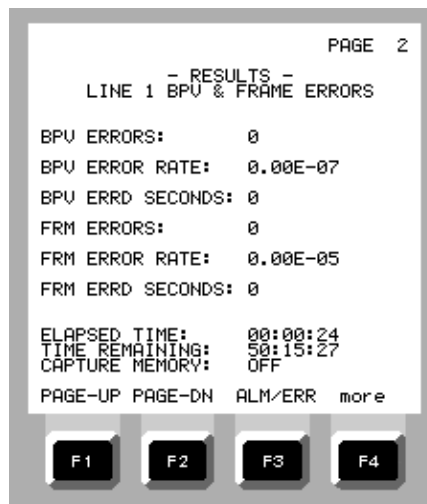 PAGE 2
- RESULTS -
LINE 1 BPV & FRAME ERRORS
BPV ERRORS: 0
BPV ERROR RATE: 0.00E-07
BPV ERRD SECONDS: 0
FRM ERRORS: 0
FRM ERROR RATE: 0.00E-05
FRM ERRD SECONDS: 0
ELAPSED TIME: 00:00:24
TIME REMAINING: 50:15:27
CAPTURE MEMORY: OFF
PAGE-UP PAGE-DN ALM/ERR more
F1 F2 F3 F4